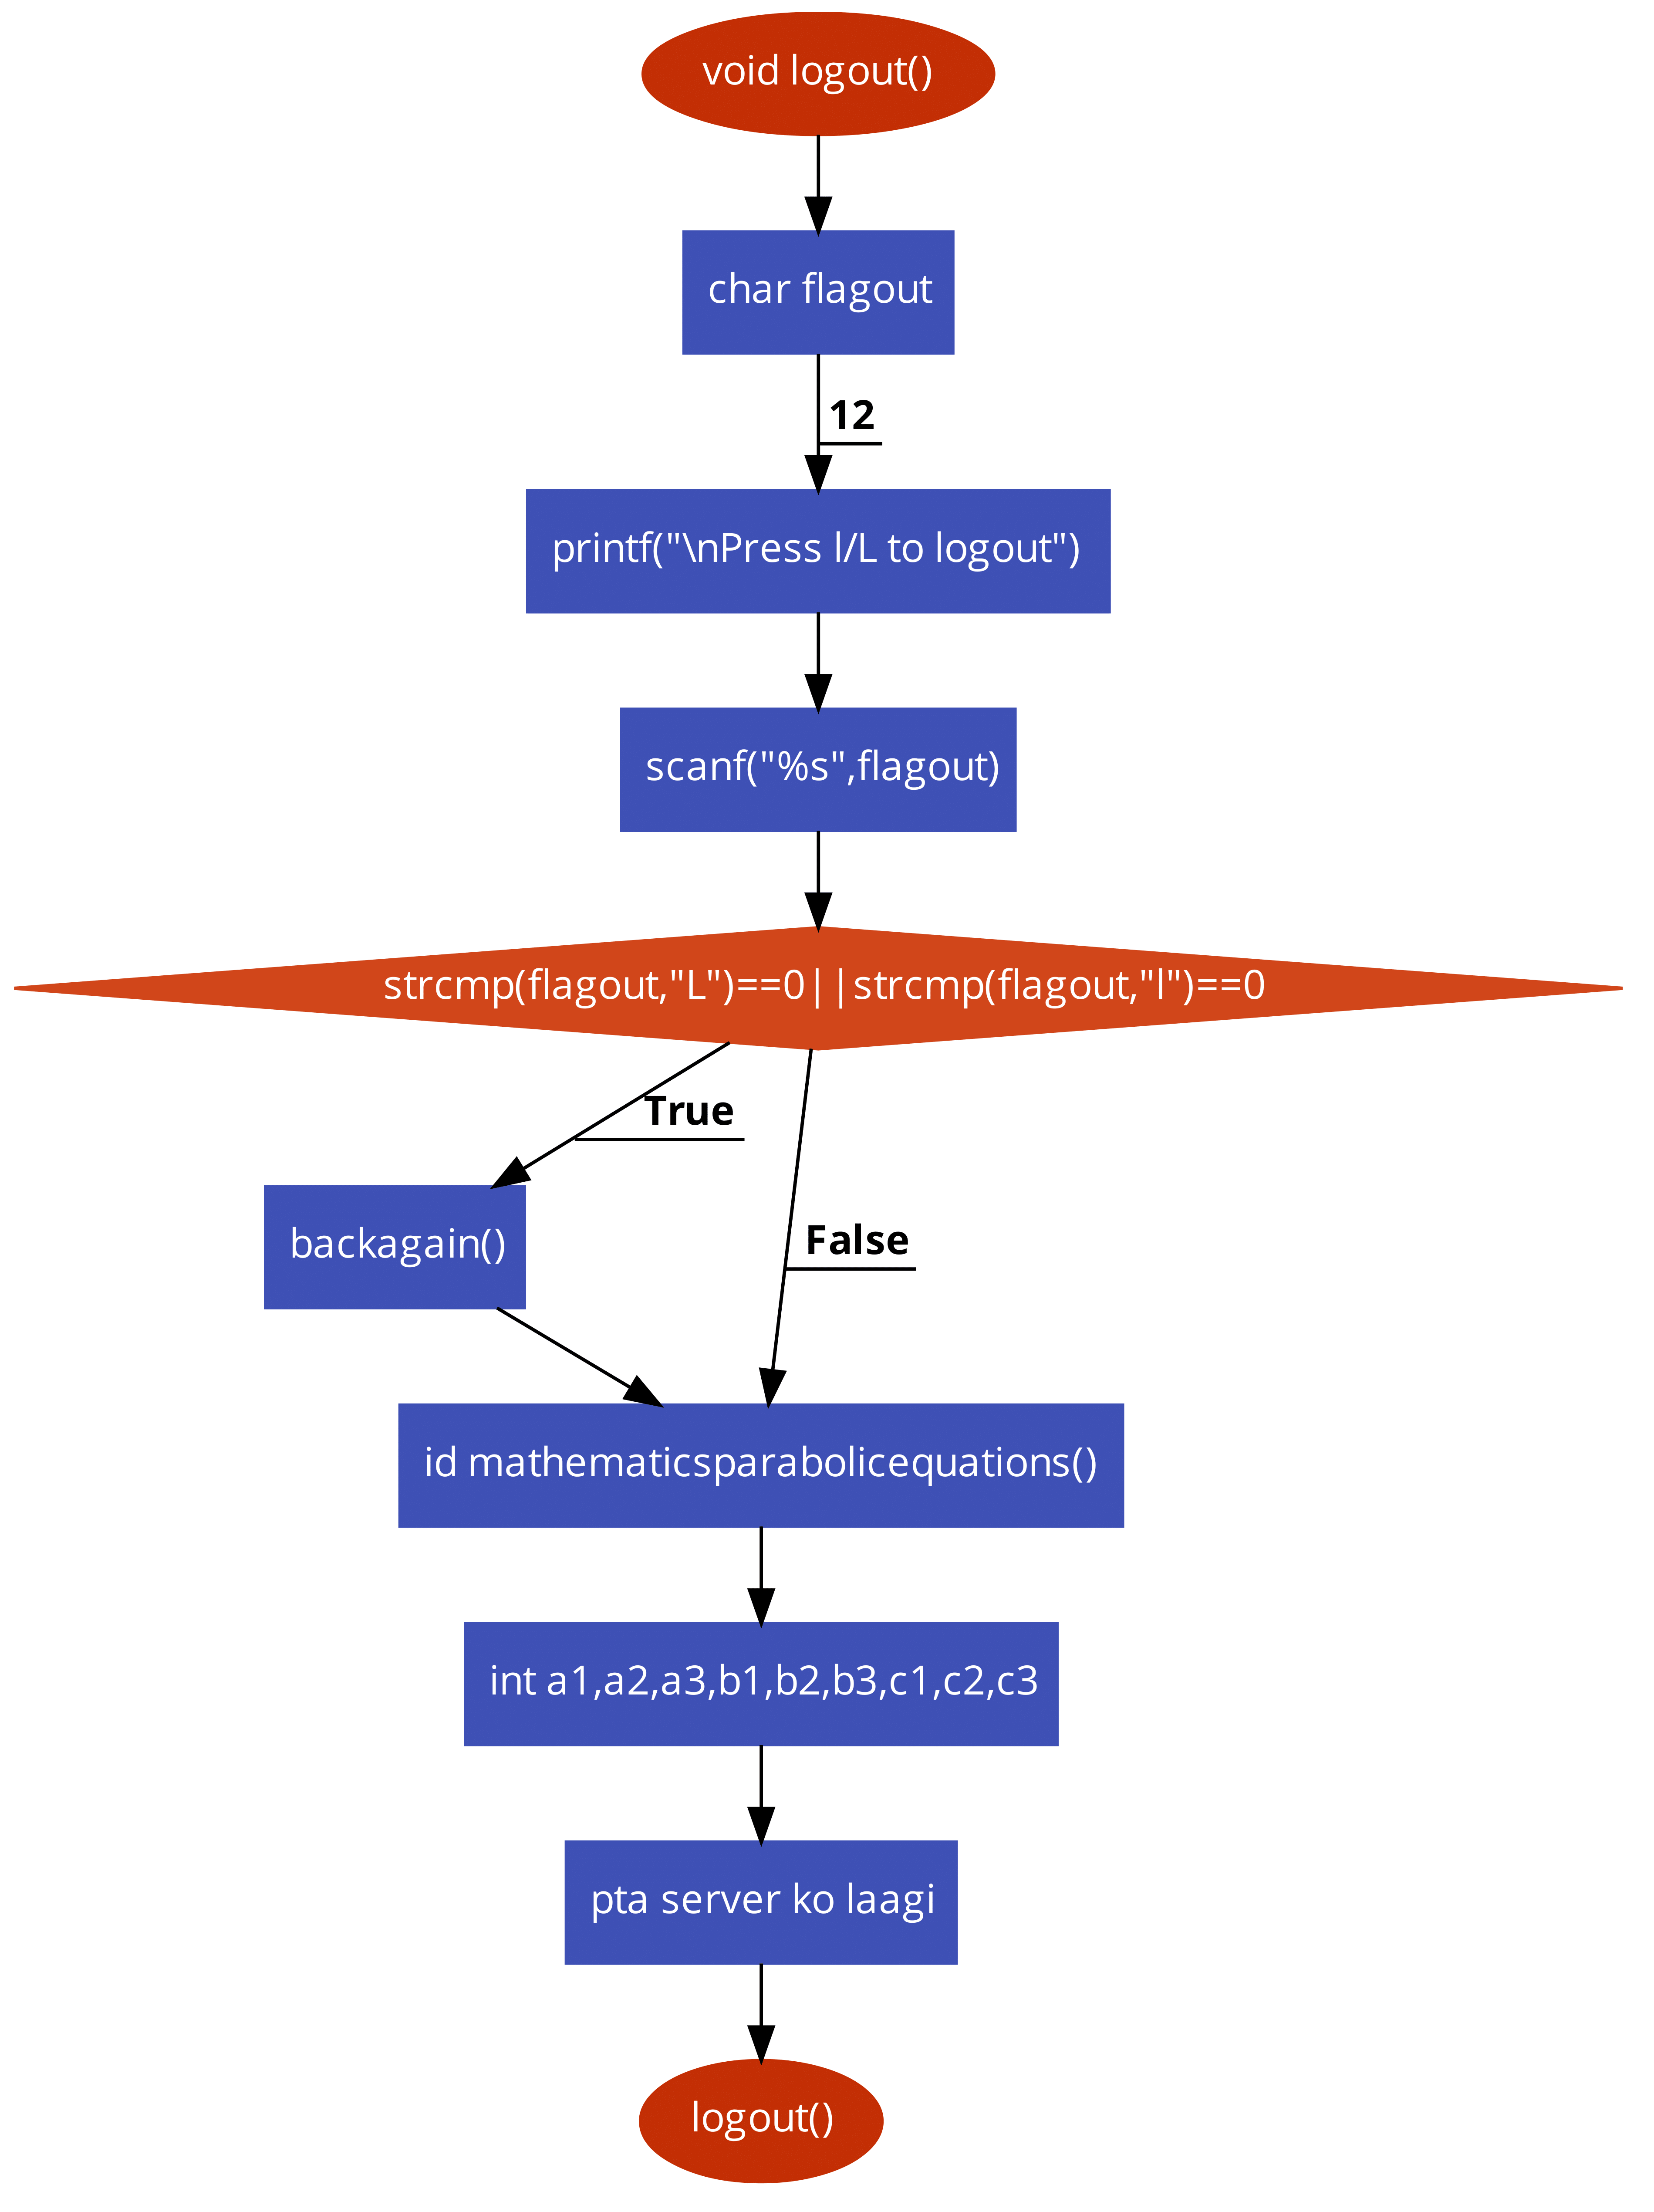 void logout()
char flagout
12
printf("\nPress l/L to logout")
scanf("%s",flagout)
strcmp(flagout,"L")==0||strcmp(flagout,"l")==0
True
backagain()
False
id mathematicsparabolicequations()
int a1,a2,a3,b1,b2,b3,c1,c2,c3
pta server ko laagi
logout()